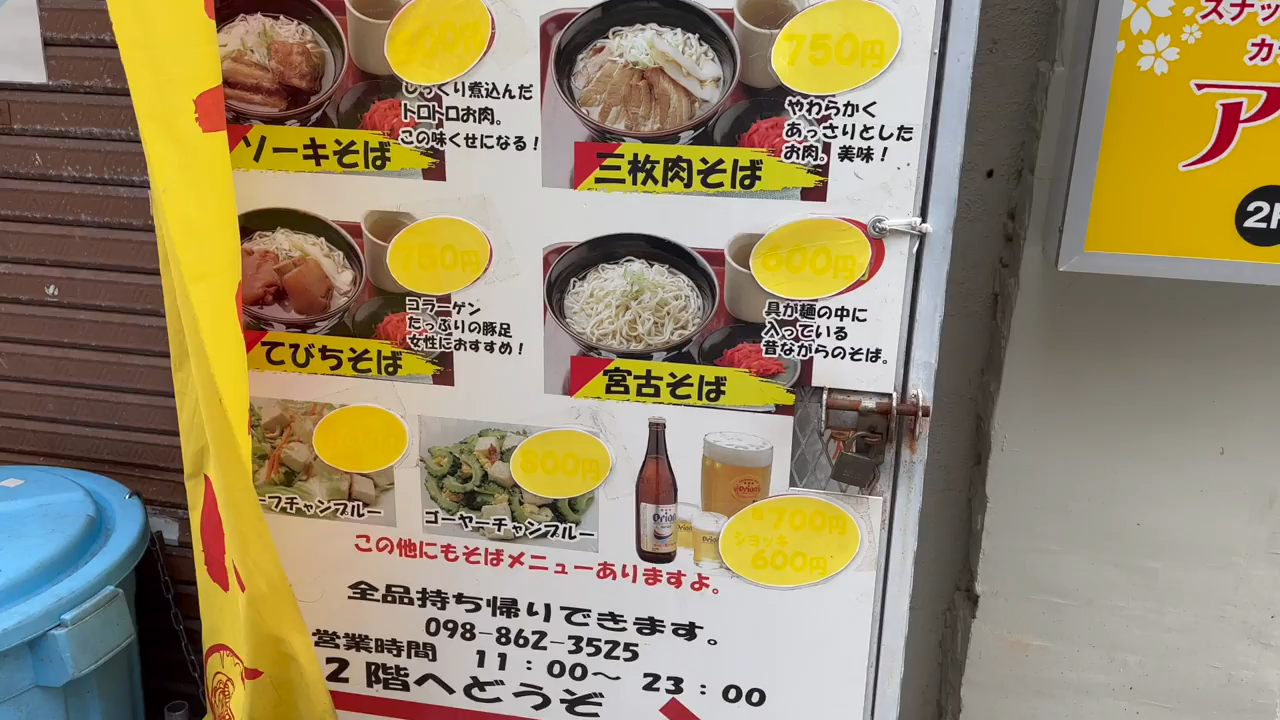 じっくり煮込んだ
トロトロお肉。
この味くせになる!
ソーキそば
750円
やわらかく
あっさりとした
お肉。美味!
三枚肉そば
750円
コラーゲン
たっぷりの豚足
女性におすすめ!
てびちそば
600円
具が麺の中に
入っている
昔ながらのそば。
宮古そば
ーフチャンプルー
800円
ゴーヤーチャンプルー
Orion
700円
ジョッキ
600円
この他にもそばメニューありますよ。
全品持ち帰りできます。
098-862-3525
営業時間 11:00〜23:00
2階へどうぞ
スナッ
カ
ア